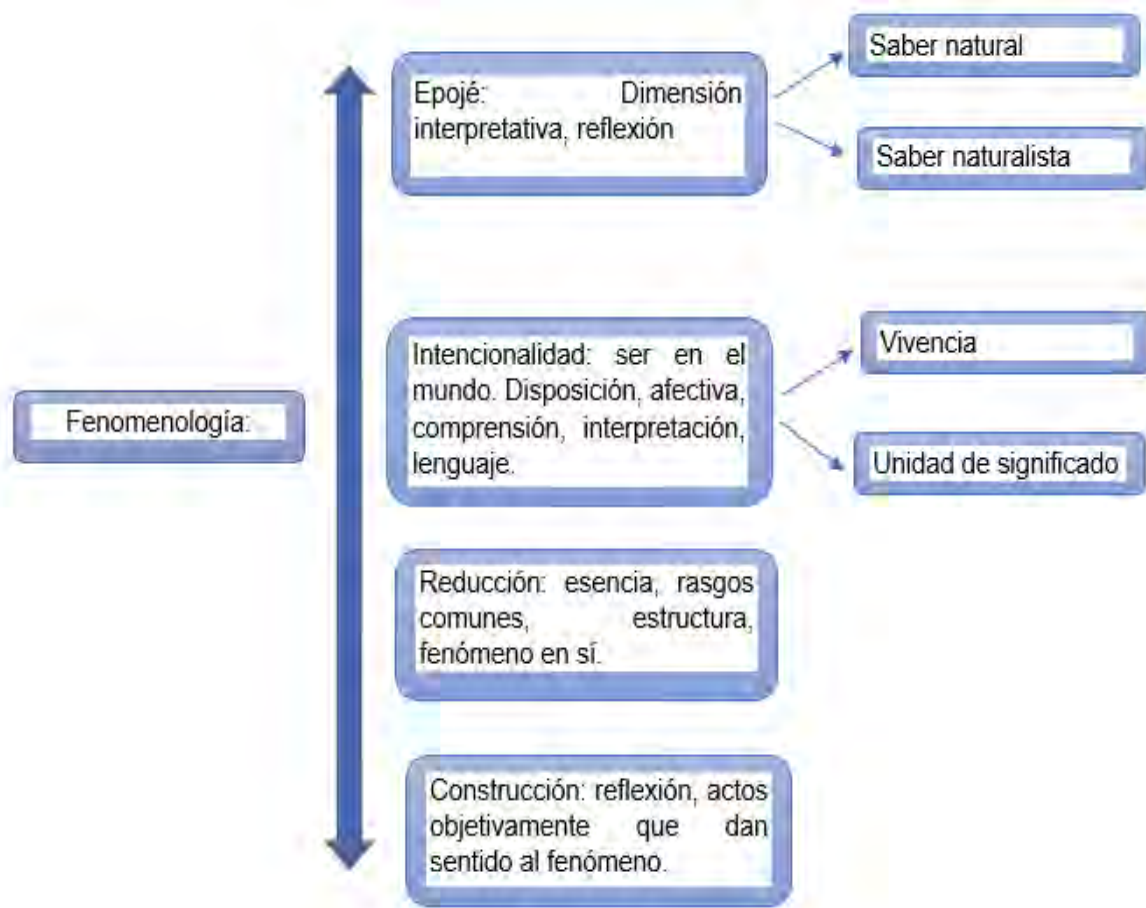 Saber natural
Epojé: Dimensión
interpretativa, reflexión
Saber naturalista
Intencionalidad: ser en el
mundo. Disposición, afectiva,
comprensión, interpretación,
lenguaje.
Vivencia
Unidad de significado
Fenomenología:
Reducción: esencia, rasgos
comunes, estructura,
fenómeno en sí.
Construcción: reflexión, actos
objetivamente que dan
sentido al fenómeno.